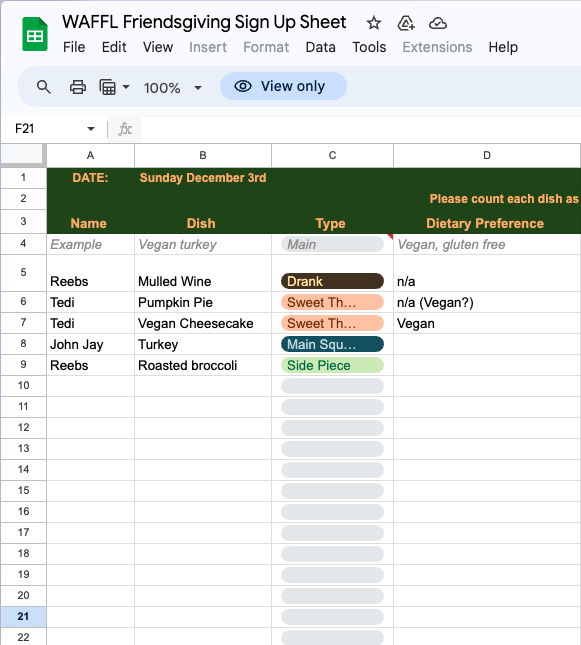 WAFFL Friendsgiving Sign Up Sheet
File Edit View Insert Format Data Tools Extensions Help
100% View only
F21 fx
A B C D
1 DATE: Sunday December 3rd
2 Please count each dish as
3 Name Dish Type Dietary Preference
4 Example Vegan turkey Main Vegan, gluten free
5 Reebs Mulled Wine Drank n/a
6 Tedi Pumpkin Pie Sweet Th... n/a (Vegan?)
7 Tedi Vegan Cheesecake Sweet Th... Vegan
8 John Jay Turkey Main Squ...
9 Reebs Roasted broccoli Side Piece
10
11
12
13
14
15
16
17
18
19
20
21
22